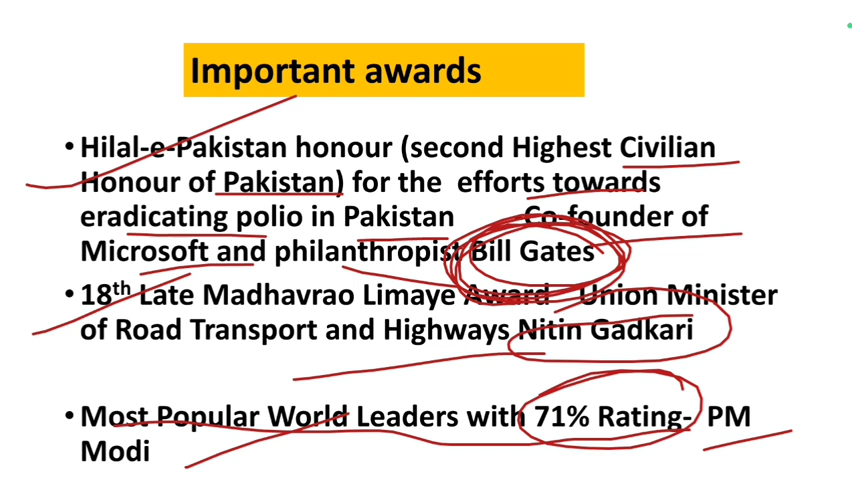 Important awards
• Hilal-e-Pakistan honour (second Highest Civilian
Honour of Pakistan) for the efforts towards
eradicating polio in Pakistan Co-founder of
Microsoft and philanthropist Bill Gates
• 18th Late Madhavrao Limaye Award Union Minister
of Road Transport and Highways Nitin Gadkari
• Most Popular World Leaders with 71% Rating- PM
Modi